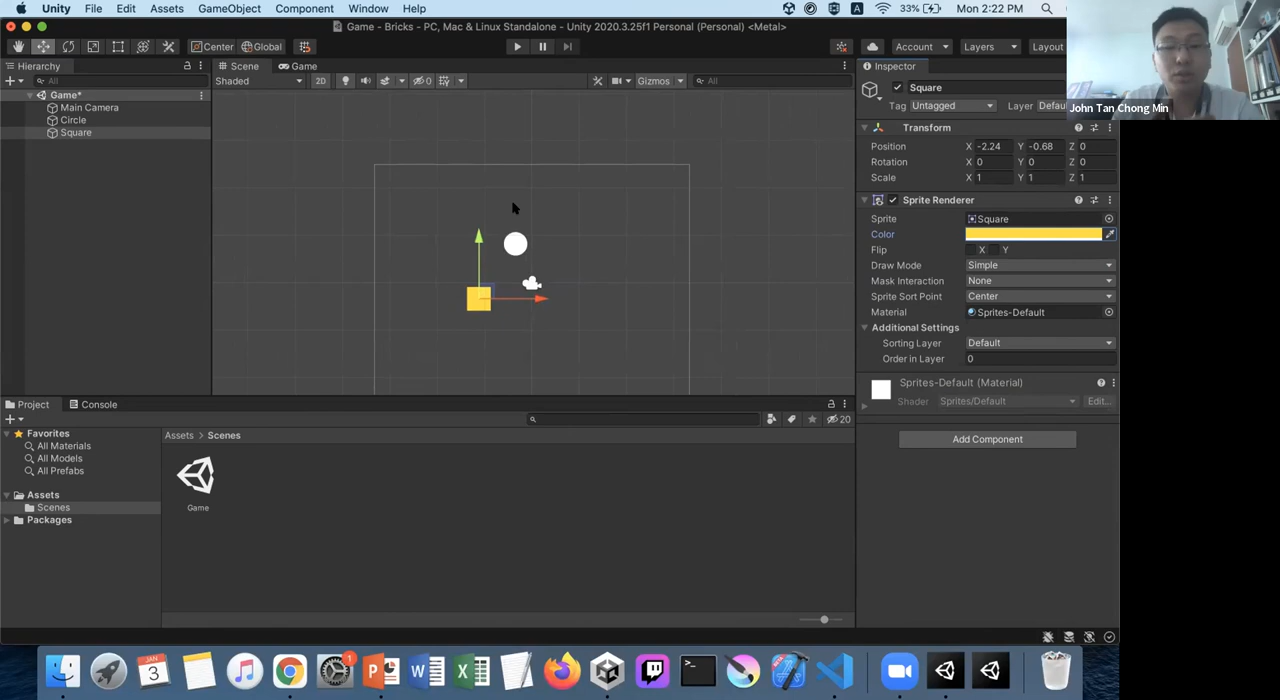 Unity File Edit Assets GameObject Component Window Help A 33% Mon 2:22 PM
Game - Bricks - PC, Mac & Linux Standalone - Unity 2020.3.25f1 Personal (Personal) <Metal>
Center Global Account Layers Layout
Hierarchy
All
Game*
Main Camera
Circle
Square
Scene Game
Shaded 2D 0 Gizmos All
Inspector
Square
Tag Untagged Layer Defau
John Tan Chong Min
Transform
Position X -2.24 Y -0.68 Z 0
Rotation X 0 Y 0 Z 0
Scale X 1 Y 1 Z 1
Sprite Renderer
Sprite Square
Color
Flip X Y
Draw Mode Simple
Mask Interaction None
Sprite Sort Point Center
Material Sprites-Default
Additional Settings
Sorting Layer Default
Order in Layer 0
Sprites-Default (Material)
Shader Sprites/Default Edit...
Add Component
Project Console
20
Favorites
All Materials
All Models
All Prefabs
Assets
Scenes
Packages
Assets Scenes
Game
JAN
3
1